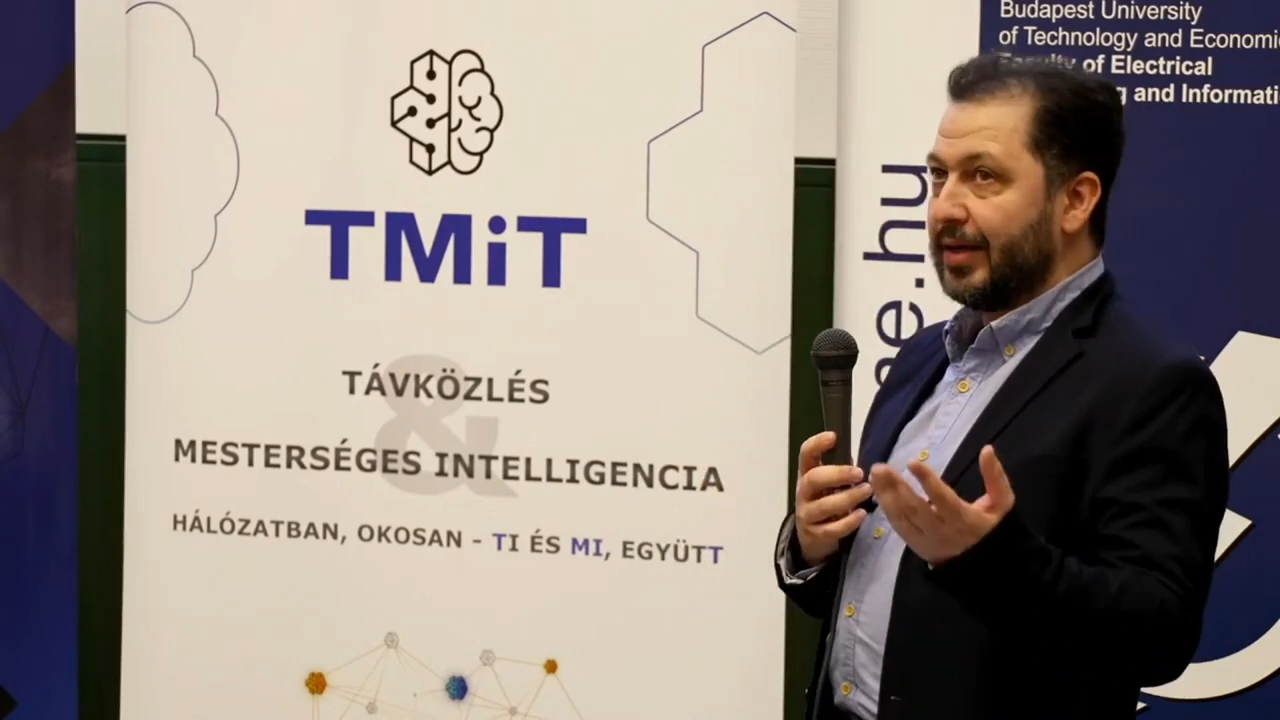 TMiT
&
TÁVKÖZLÉS
MESTERSÉGES INTELLIGENCIA
HÁLÓZATBAN, OKOSAN - TI ÉS MI, EGYÜTT
Budapest University
of Technology and Economi
of Electrical
and Informati
.hu